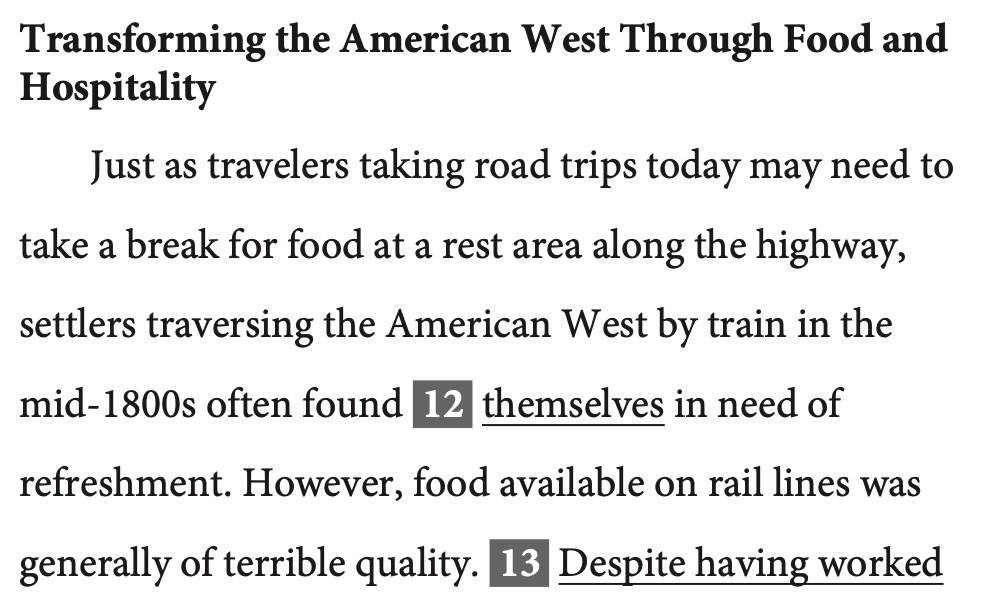 Transforming the American West Through Food and
Hospitality
Just as travelers taking road trips today may need to
take a break for food at a rest area along the highway,
settlers traversing the American West by train in the
mid-1800s often found 12 themselves in need of
refreshment. However, food available on rail lines was
generally of terrible quality. 13 Despite having worked